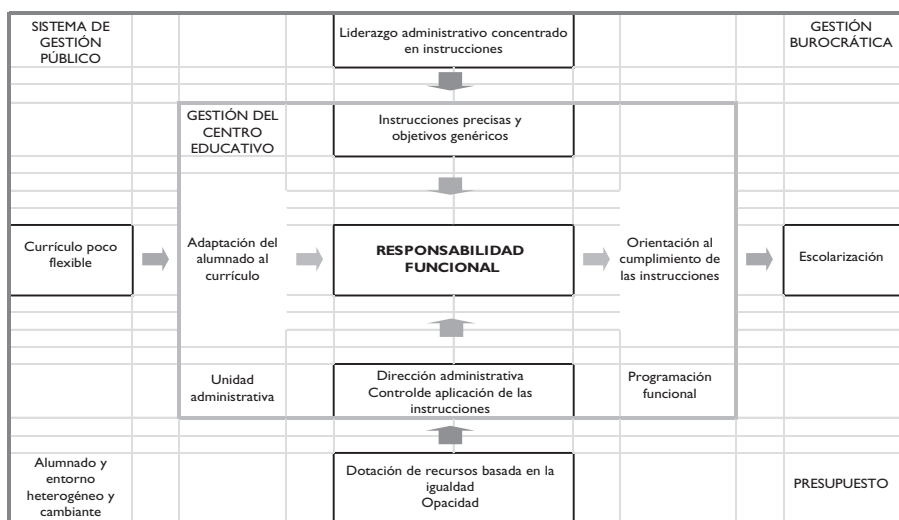 SISTEMA DE
GESTIÓN
PÚBLICO
Liderazgo administrativo concentrado
en instrucciones
GESTIÓN
BUROCRÁTICA
GESTIÓN DEL
CENTRO
EDUCATIVO
Instrucciones precisas y
objetivos genéricos
Currículo poco
flexible
Adaptación del
alumnado al
currículo
RESPONSABILIDAD
FUNCIONAL
Orientación al
cumplimiento de
las instrucciones
Escolarización
Unidad
administrativa
Dirección administrativa
Controlde aplicación de las
instrucciones
Programación
funcional
Alumnado y
entorno
heterogéneo y
cambiante
Dotación de recursos basada en la
igualdad
Opacidad
PRESUPUESTO